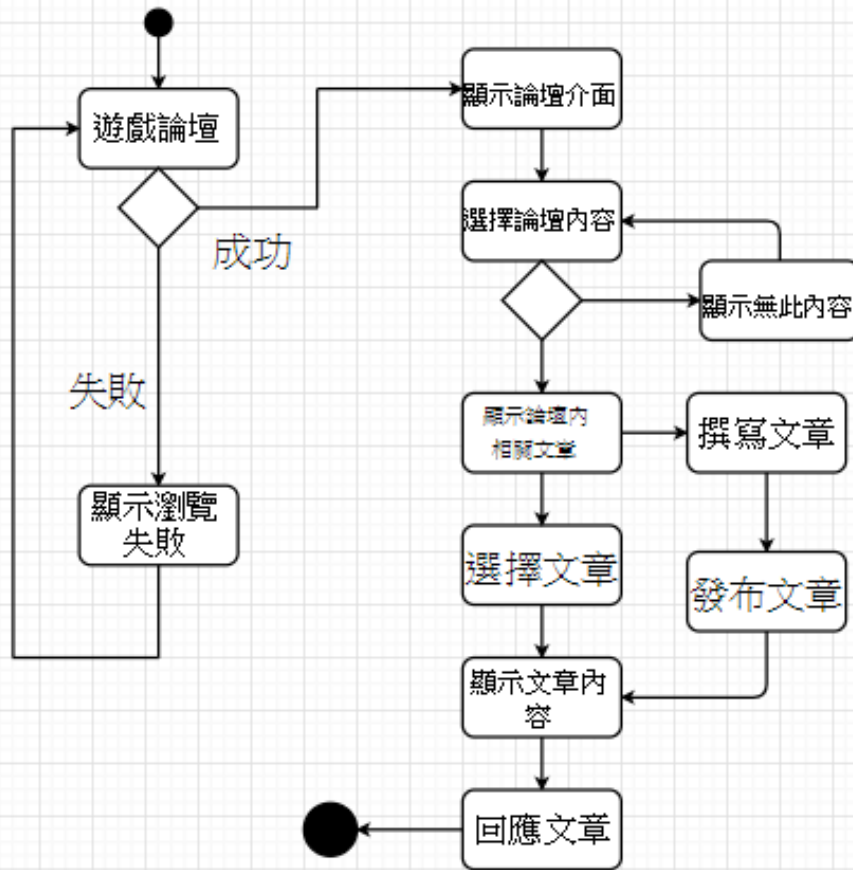 遊戲論壇
成功
失敗
顯示瀏覽
失敗
顯示論壇介面
選擇論壇內容
顯示無此內容
顯示論壇內
相關文章
撰寫文章
選擇文章
發布文章
顯示文章內
容
回應文章